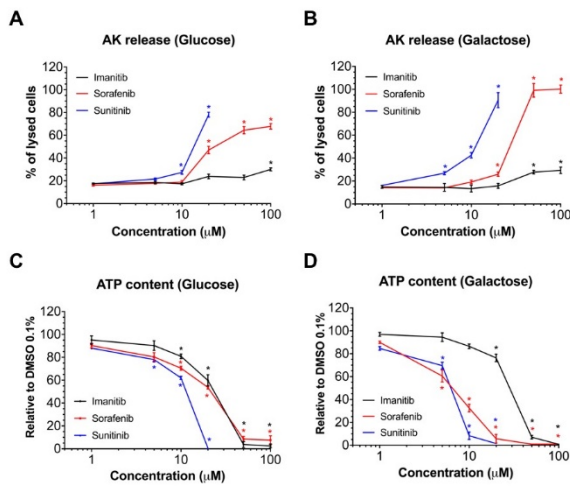 A
AK release (Glucose)
% of lysed cells
120
100
80
60
40
20
0
Imanitib
Sorafenib
Sunitinib
* * * * * * *
1 10 100
Concentration (μM)
B
AK release (Galactose)
% of lysed cells
120
100
80
60
40
20
0
Imanitib
Sorafenib
Sunitinib
* * * * * * * *
1 10 100
Concentration (μM)
C
ATP content (Glucose)
Relative to DMSO 0.1%
120
100
80
60
40
20
0
Imanitib
Sorafenib
Sunitinib
* * * * * * * * * * * *
1 10 100
Concentration (μM)
D
ATP content (Galactose)
Relative to DMSO 0.1%
120
100
80
60
40
20
0
Imanitib
Sorafenib
Sunitinib
* * * * * * * * * * *
1 10 100
Concentration (μM)